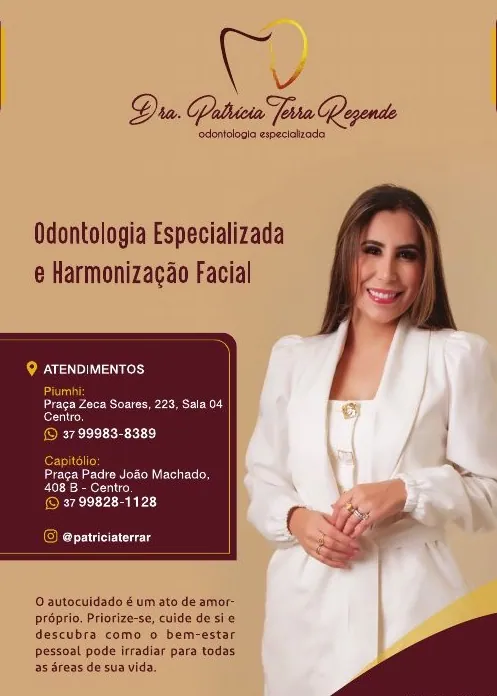 Dra. Patrícia Terra Rezende
odontologia especializada
Odontologia Especializada
e Harmonização Facial
ATENDIMENTOS
Piumhi:
Praça Zeca Soares, 223, Sala 04
Centro.
37 99983-8389
Capitólio:
Praça Padre João Machado,
408 B - Centro.
37 99828-1128
@patriciaterrar
O autocuidado é um ato de amor-
próprio. Priorize-se, cuide de si e
descubra como o bem-estar
pessoal pode irradiar para todas
as áreas de sua vida.